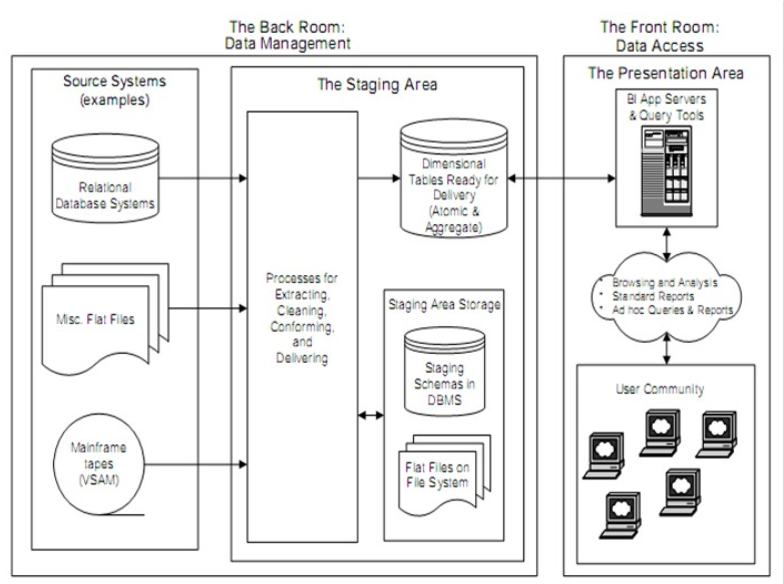 The Back Room:
Data Management
The Front Room:
Data Access
Source Systems
(examples)
Relational
Database Systems
Misc. Flat Files
Mainframe
tapes
(VSAM)
The Staging Area
Processes for
Extracting,
Cleaning,
Conforming,
and
Delivering
Dimensional
Tables Ready for
Delivery
(Atomic &
Aggregate)
Staging Area Storage
Staging
Schemas in
DBMS
Flat Files on
File System
The Presentation Area
BI App Servers
& Query Tools
• Browsing and Analysis
• Standard Reports
• Ad hoc Queries & Reports
User Community